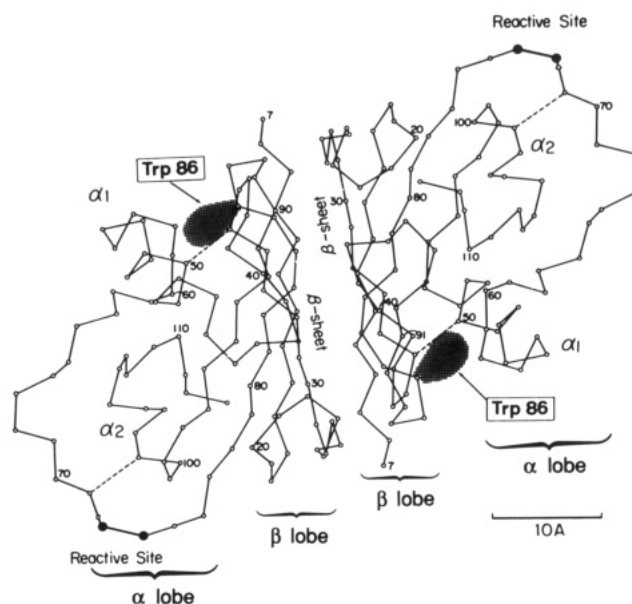 Reactive Site
7
20
100
70
Trp 86
α2
α1
90
30
80
β-sheet
110
50
40
60
60
40
50
110
β-sheet
91
α1
80
30
α2
Trp 86
20
100
7
70
α lobe
β lobe
β lobe
10A
Reactive Site
α lobe